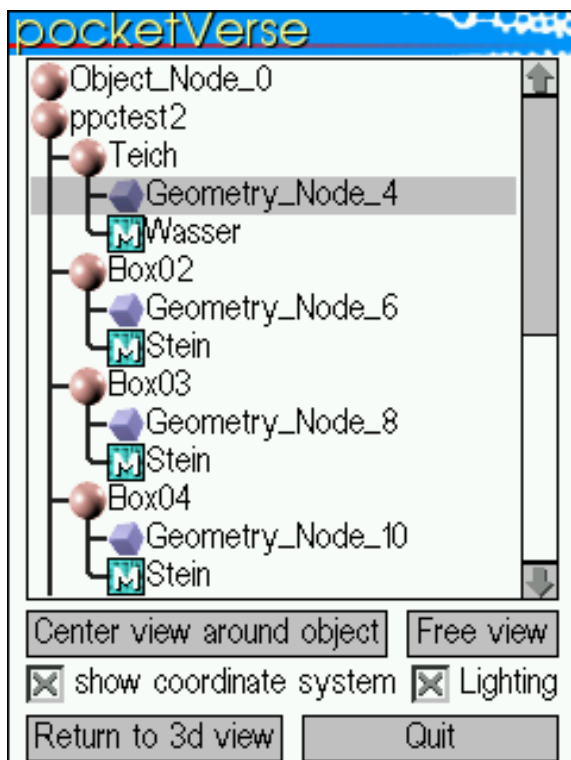 pocketVerse
Object_Node_0
ppctest2
Teich
Geometry_Node_4
M Wasser
Box02
Geometry_Node_6
M Stein
Box03
Geometry_Node_8
M Stein
Box04
Geometry_Node_10
M Stein
Center view around object Free view
show coordinate system Lighting
Return to 3d view Quit